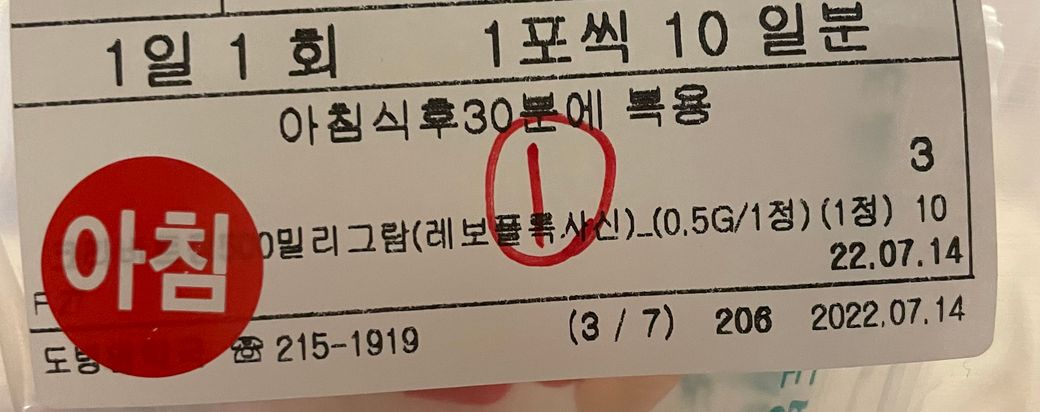 1일 1 회 1포씩 10 일분
아침식후30분에 복용
1
3
아침
밀리그람(레보플록사신)_(0.5G/1정) (1정) 10
22.07.14
215-1919 (3 / 7) 206 2022.07.14